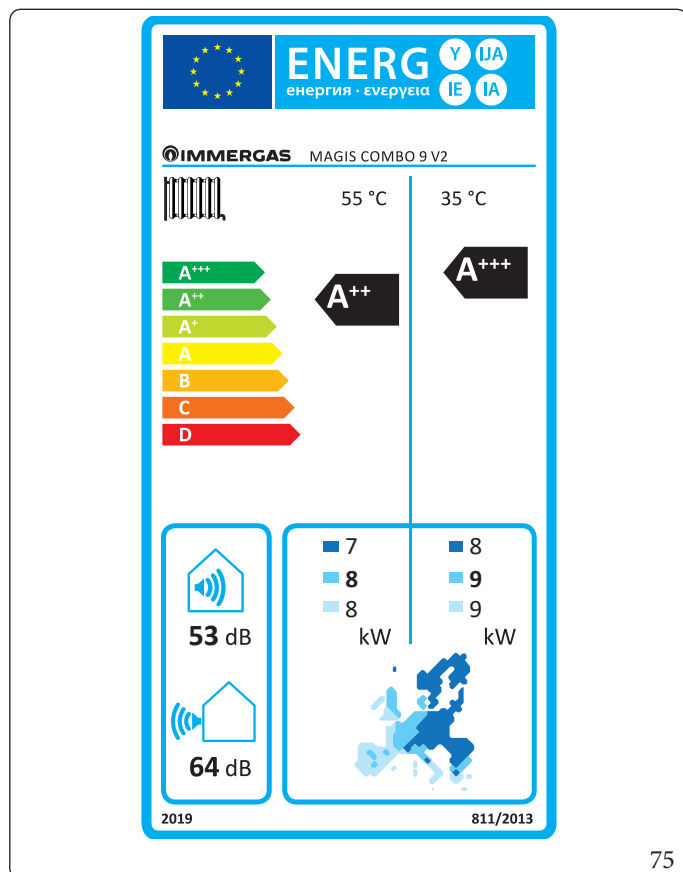 ENERG Y IJA
енергия · ενεργεια IE IA
IMMERGAS MAGIS COMBO 9 V2
55 °C 35 °C
A+++
A++
A+
A
B
C
D
A++
A+++
53 dB
64 dB
7 8
8 9
8 9
kW kW
2019 811/2013
75